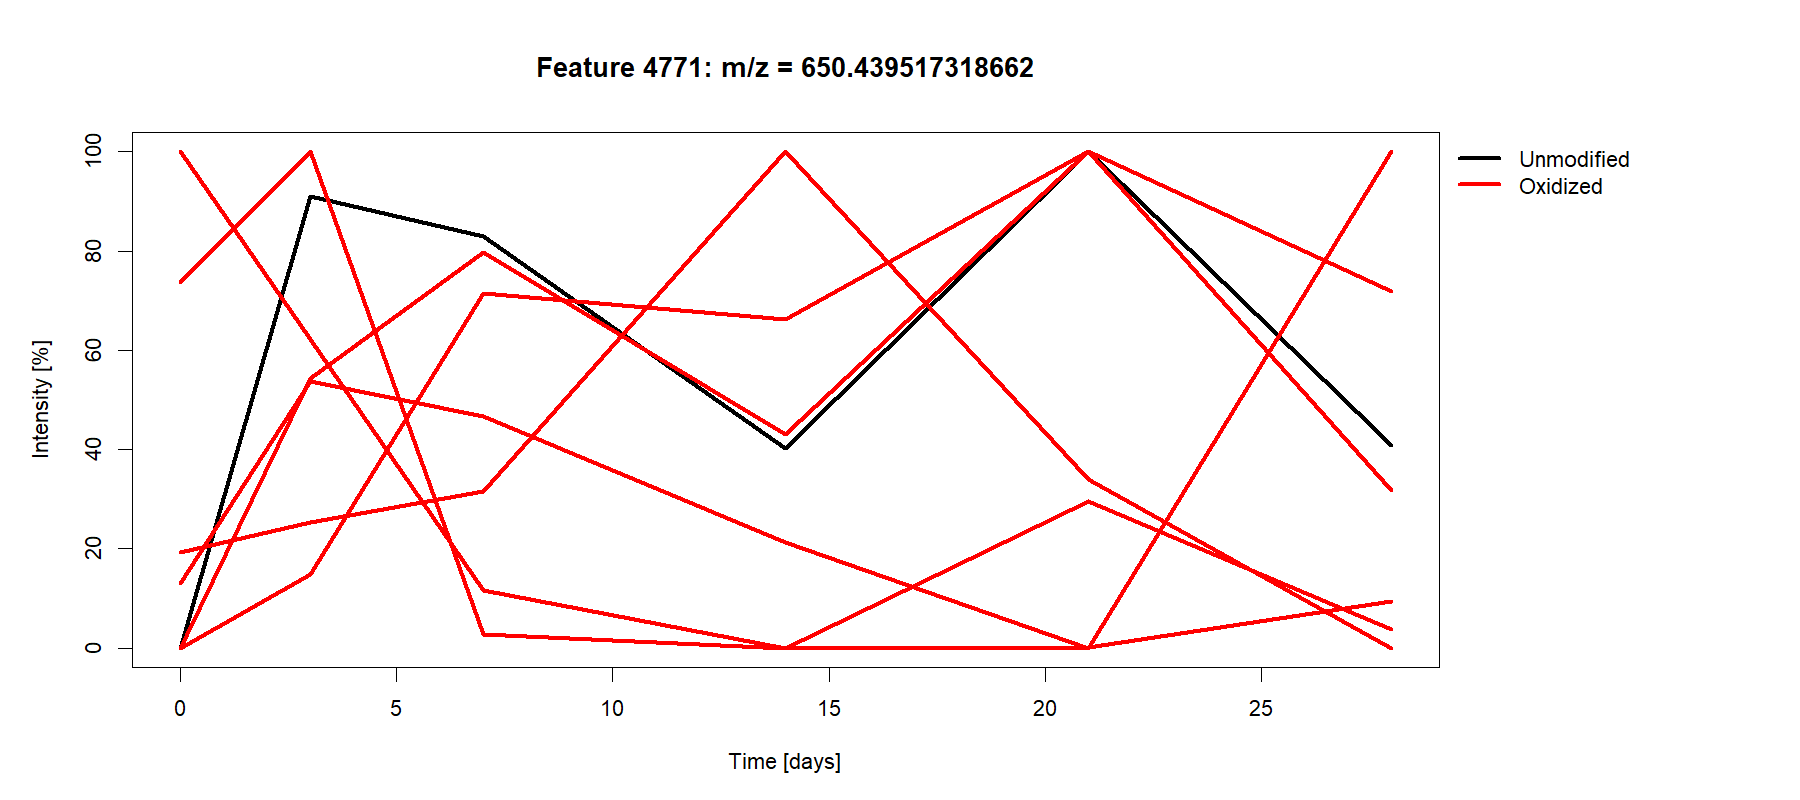 Feature 4771: m/z = 650.439517318662
Unmodified
Oxidized
Intensity [%]
100
80
60
40
20
0
0 5 10 15 20 25
Time [days]